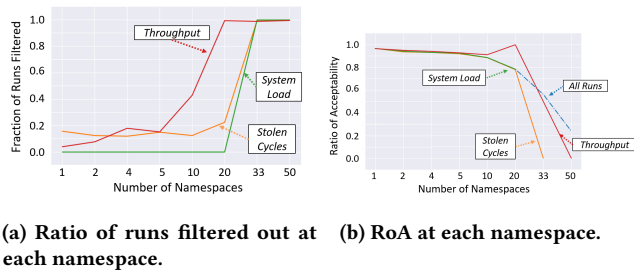 1.0
0.8
0.6
0.4
0.2
0.0
Fraction of Runs Filtered
Throughput
System
Load
Stolen
Cycles
1 2 4 5 10 20 33 50
Number of Namespaces
(a) Ratio of runs filtered out at
each namespace.
1.0
0.8
0.6
0.4
0.2
0.0
Ratio of Acceptability
System Load
All Runs
Stolen
Cycles
Throughput
1 2 4 5 10 20 33 50
Number of Namespaces
(b) RoA at each namespace.